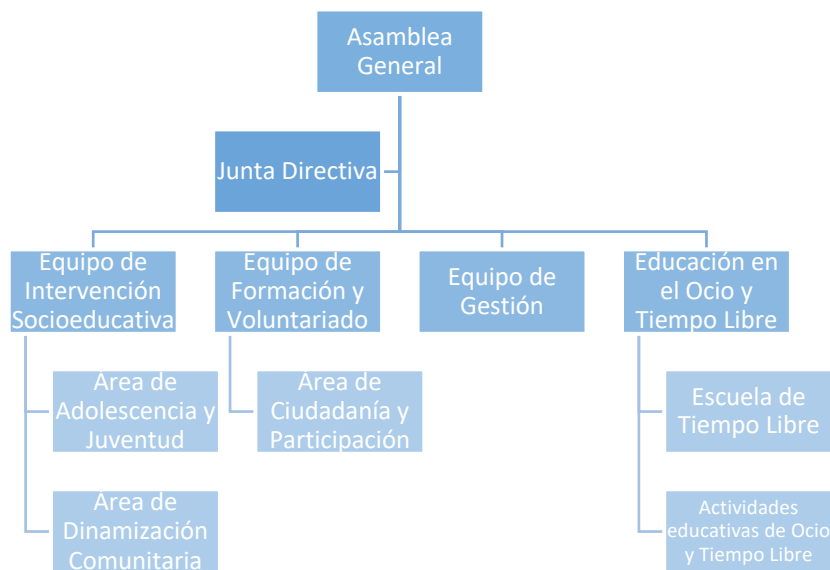 Asamblea
General
Junta Directiva
Equipo de
Intervención
Socioeducativa
Equipo de
Formación y
Voluntariado
Equipo de
Gestión
Educación en
el Ocio y
Tiempo Libre
Área de
Adolescencia y
Juventud
Área de
Ciudadanía y
Participación
Escuela de
Tiempo Libre
Área de
Dinamización
Comunitaria
Actividades
educativas de Ocio
y Tiempo Libre